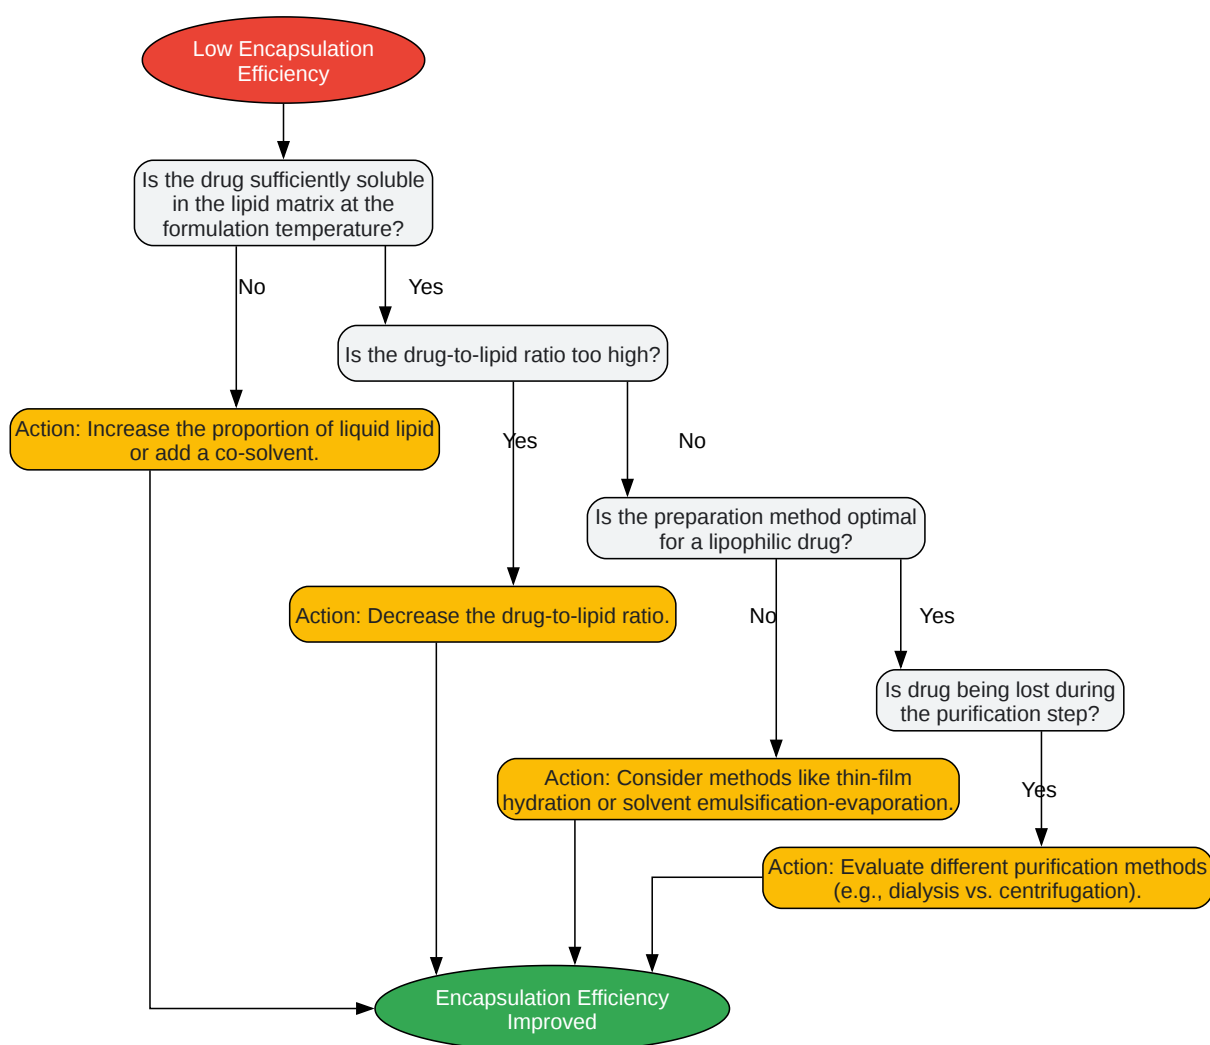 Low Encapsulation
Efficiency
Is the drug sufficiently soluble
in the lipid matrix at the
formulation temperature?
No
Yes
Is the drug-to-lipid ratio too high?
Action: Increase the proportion of liquid lipid
or add a co-solvent.
Yes
No
Is the preparation method optimal
for a lipophilic drug?
Action: Decrease the drug-to-lipid ratio.
No
Yes
Is drug being lost during
the purification step?
Action: Consider methods like thin-film
hydration or solvent emulsification-evaporation.
Yes
Action: Evaluate different purification methods
(e.g., dialysis vs. centrifugation).
Encapsulation Efficiency
Improved